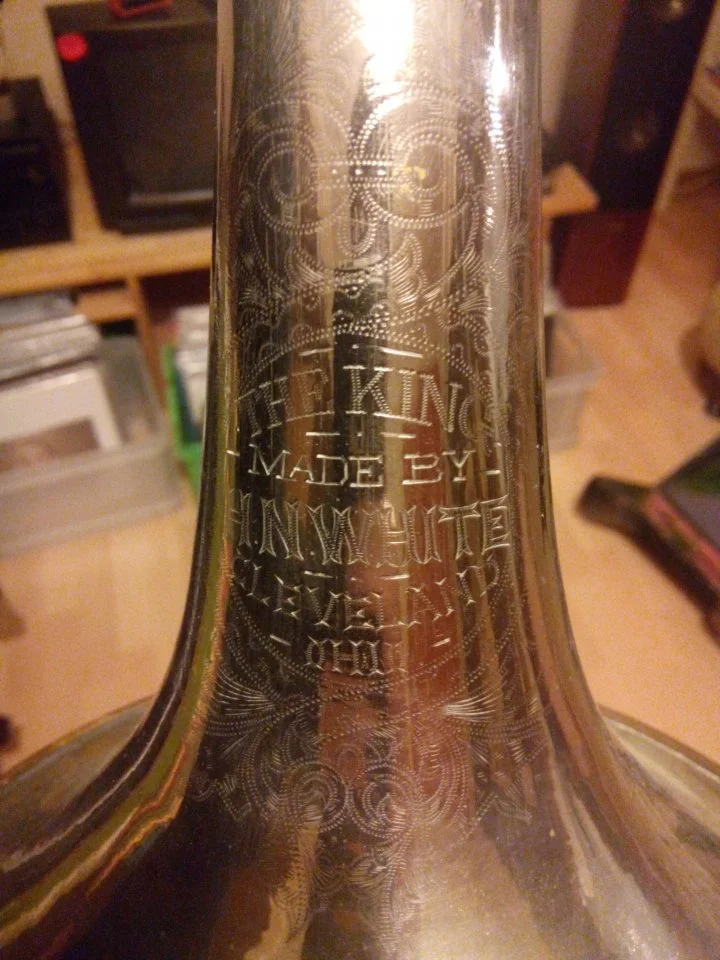 THE KING
- MADE BY -
H.N. WHITE
CLEVELAND
- OHIO -